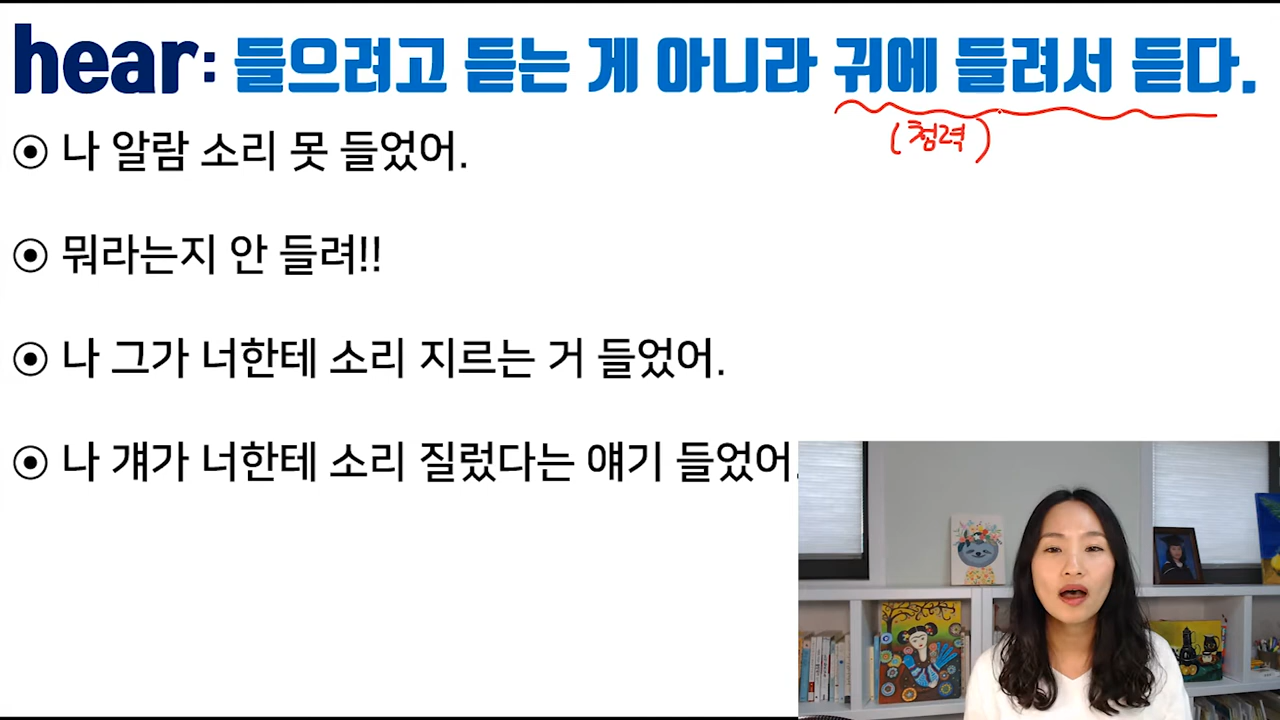 hear: 들으려고 듣는 게 아니라 귀에 들려서 듣다.
(청력)
⦿ 나 알람 소리 못 들었어.
⦿ 뭐라는지 안 들려!!
⦿ 나 그가 너한테 소리 지르는 거 들었어.
⦿ 나 걔가 너한테 소리 질렀다는 얘기 들었어.